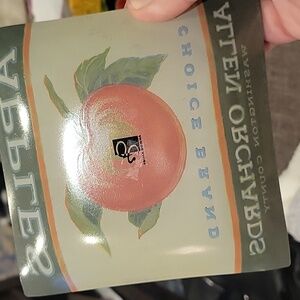 ALLEN ORCHARDS
WASHINGTON COUNTY
CHOICE BRAND
APPLES